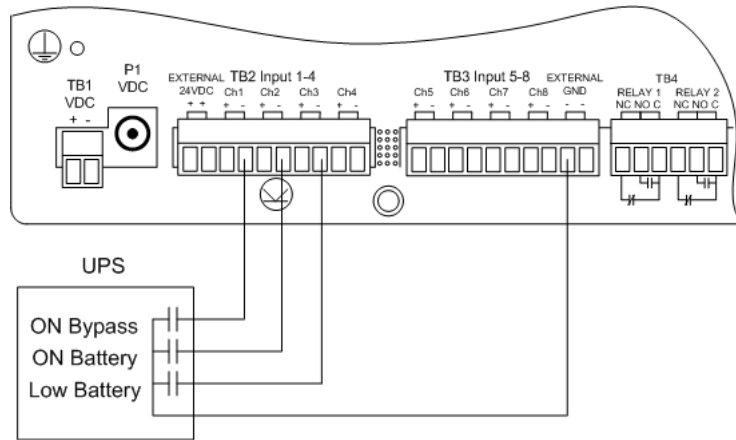 TB1
VDC
+ -
P1
VDC
EXTERNAL
24VDC
+ +
TB2 Input 1-4
Ch1 Ch2 Ch3 Ch4
+ - + - + - + -
TB3 Input 5-8
Ch5 Ch6 Ch7 Ch8
+ - + - + - + -
EXTERNAL
GND
- -
TB4
RELAY 1 RELAY 2
NC NO C NC NO C
UPS
ON Bypass
ON Battery
Low Battery